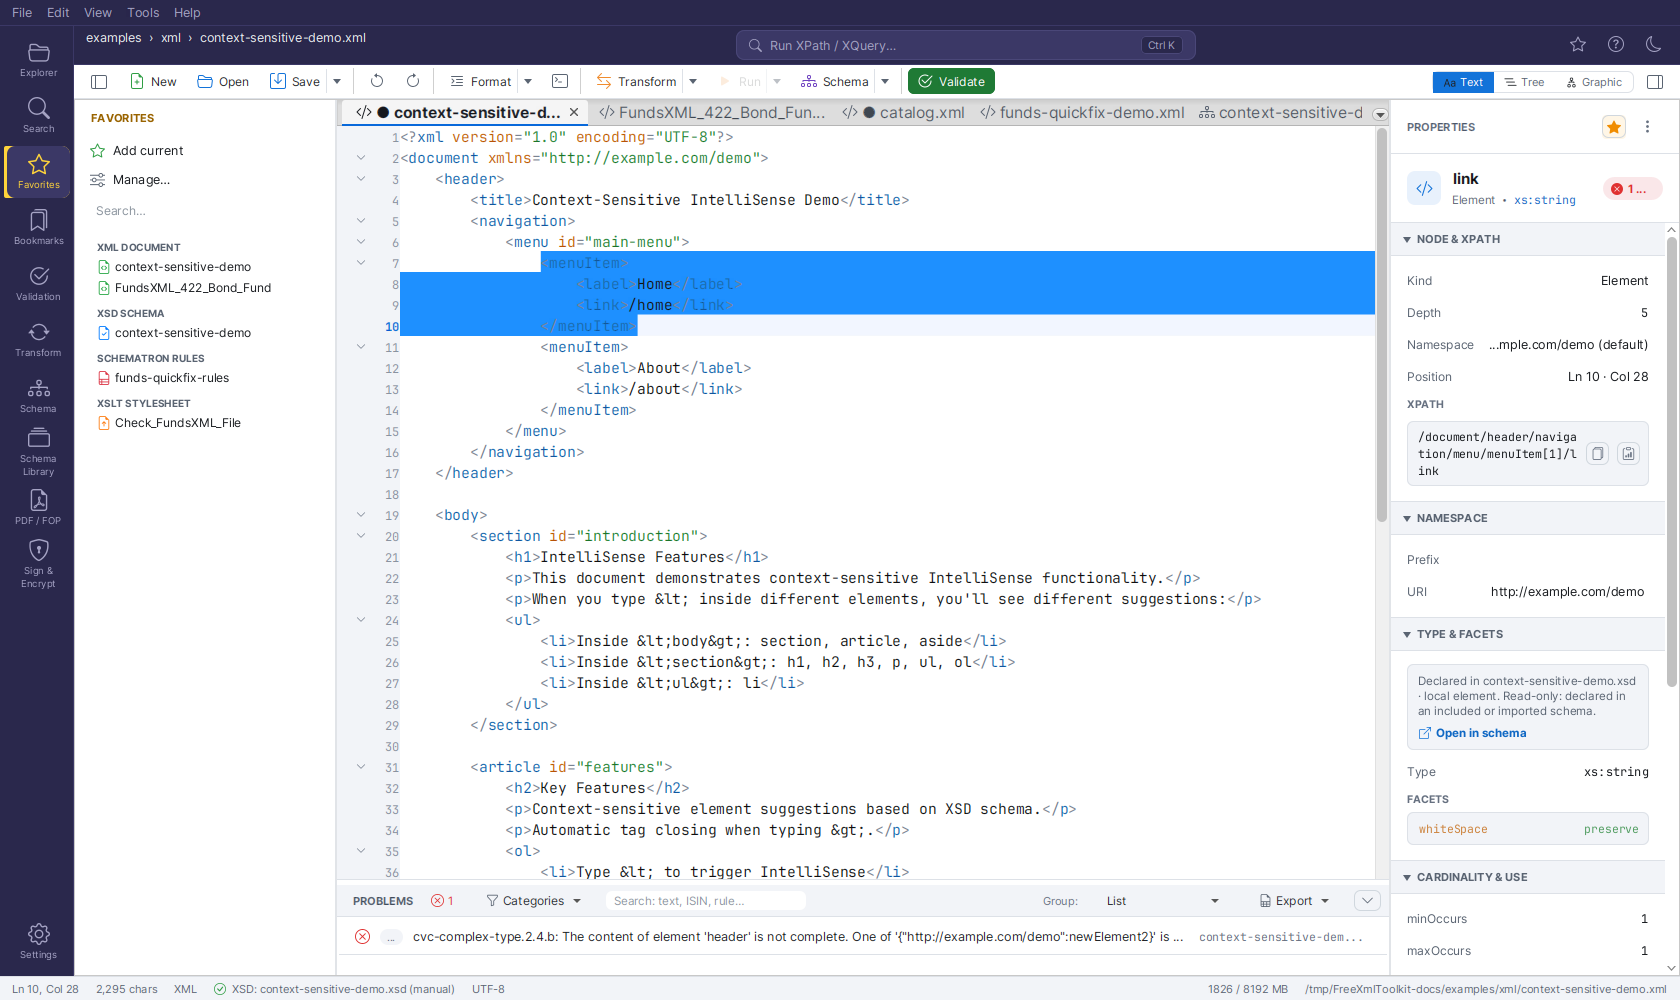 File Edit View Tools Help
examples › xml › context-sensitive-demo.xml
Run XPath / XQuery... Ctrl K
New Open Save Format Transform Run Schema Validate
Aa Text Tree Graphic
Explorer
Search
Favorites
Bookmarks
Validation
Transform
Schema
Schema
Library
PDF / FOP
Sign &
Encrypt
Settings
FAVORITES
Add current
Manage...
Search...
XML DOCUMENT
context-sensitive-demo
FundsXML_422_Bond_Fund
XSD SCHEMA
context-sensitive-demo
SCHEMATRON RULES
funds-quickfix-rules
XSLT STYLESHEET
Check_FundsXML_File
context-sensitive-d... FundsXML_422_Bond_Fun... catalog.xml funds-quickfix-demo.xml context-sensitive-d
1 <?xml version="1.0" encoding="UTF-8"?>
2 <document xmlns="http://example.com/demo">
3 <header>
4 <title>Context-Sensitive IntelliSense Demo</title>
5 <navigation>
6 <menu id="main-menu">
7 <menuItem>
8 <label>Home</label>
9 <link>/home</link>
10 </menuItem>
11 <menuItem>
12 <label>About</label>
13 <link>/about</link>
14 </menuItem>
15 </menu>
16 </navigation>
17 </header>
18
19 <body>
20 <section id="introduction">
21 <h1>IntelliSense Features</h1>
22 <p>This document demonstrates context-sensitive IntelliSense functionality.</p>
23 <p>When you type &lt; inside different elements, you'll see different suggestions:</p>
24 <ul>
25 <li>Inside &lt;body&gt;: section, article, aside</li>
26 <li>Inside &lt;section&gt;: h1, h2, h3, p, ul, ol</li>
27 <li>Inside &lt;ul&gt;: li</li>
28 </ul>
29 </section>
30
31 <article id="features">
32 <h2>Key Features</h2>
33 <p>Context-sensitive element suggestions based on XSD schema.</p>
34 <p>Automatic tag closing when typing &gt;.</p>
35 <ol>
36 <li>Type &lt; to trigger IntelliSense</li>
PROBLEMS 1 Categories Search: text, ISIN, rule... Group: List Export
... cvc-complex-type.2.4.b: The content of element 'header' is not complete. One of '{"http://example.com/demo":newElement2}' is ... context-sensitive-dem...
PROPERTIES
link
Element • xs:string
1 ...
NODE & XPATH
Kind Element
Depth 5
Namespace ...mple.com/demo (default)
Position Ln 10 · Col 28
XPATH
/document/header/naviga
tion/menu/menuItem[1]/l
ink
NAMESPACE
Prefix
URI http://example.com/demo
TYPE & FACETS
Declared in context-sensitive-demo.xsd
· local element. Read-only: declared in
an included or imported schema.
Open in schema
Type xs:string
FACETS
whiteSpace preserve
CARDINALITY & USE
minOccurs 1
maxOccurs 1
Ln 10, Col 28 2,295 chars XML XSD: context-sensitive-demo.xsd (manual) UTF-8 1826 / 8192 MB /tmp/FreeXmlToolkit-docs/examples/xml/context-sensitive-demo.xml